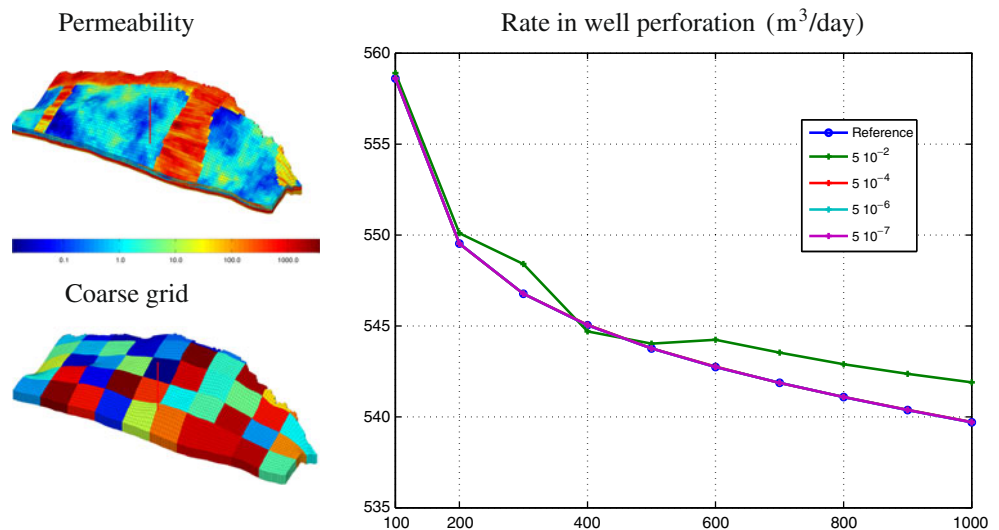 Permeability
0.1 1.0 10.0 100.0 1000.0
Coarse grid
Rate in well perforation (m³/day)
560
555
550
545
540
535
100 200 400 600 800 1000
Reference
5 10⁻²
5 10⁻⁴
5 10⁻⁶
5 10⁻⁷